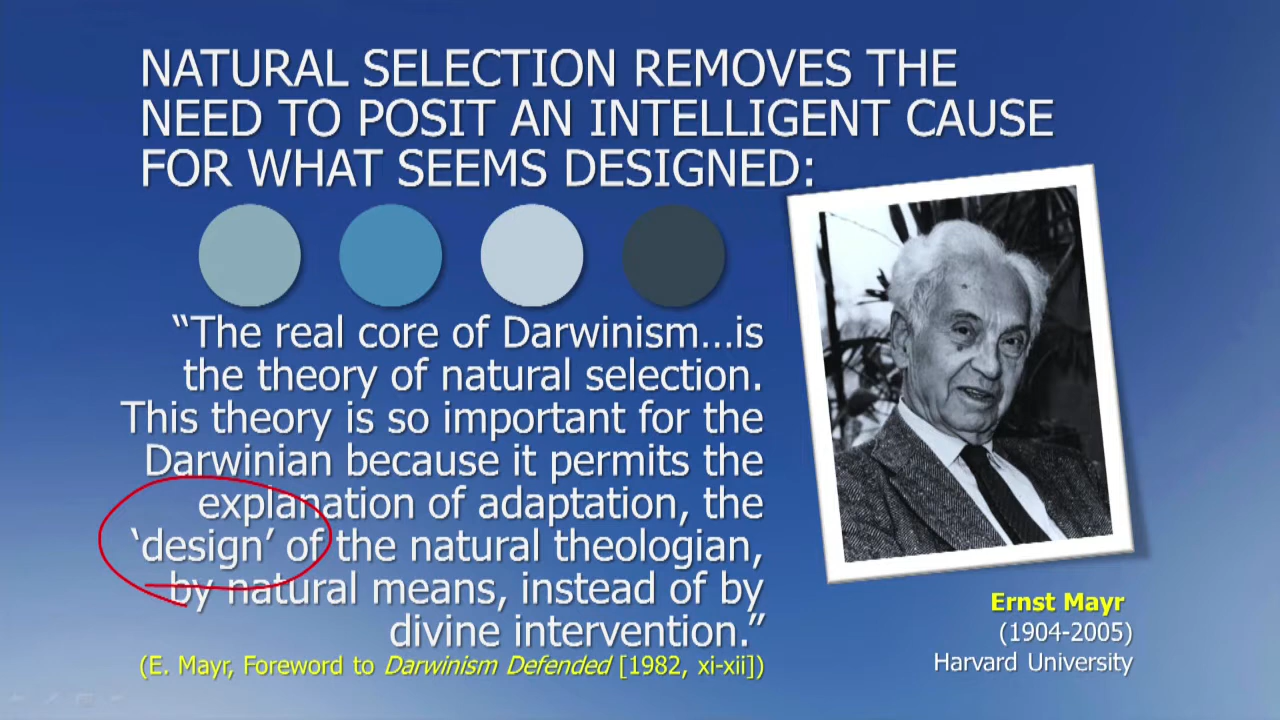 NATURAL SELECTION REMOVES THE
NEED TO POSIT AN INTELLIGENT CAUSE
FOR WHAT SEEMS DESIGNED:
“The real core of Darwinism...is
the theory of natural selection.
This theory is so important for the
Darwinian because it permits the
explanation of adaptation, the
‘design’ of the natural theologian,
by natural means, instead of by
divine intervention.”
(E. Mayr, Foreword to Darwinism Defended [1982, xi-xii])
Ernst Mayr
(1904-2005)
Harvard University